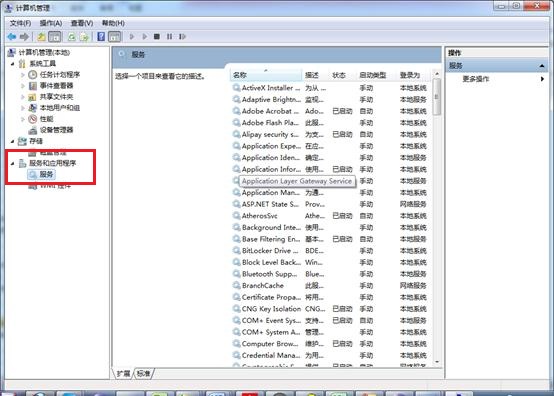 计算机管理
文件(F) 操作(A) 查看(V) 帮助(H)
计算机管理(本地)
系统工具
任务计划程序
事件查看器
共享文件夹
本地用户和组
性能
设备管理器
存储
磁盘管理
服务和应用程序
服务
WMI 控件
服务
选择一个项目来查看它的描述。
名称 描述 状态 启动类型 登录为
ActiveX Installer ... 为从 ... 手动 本地系统
Adaptive Brightn... 监视... 手动 本地服务
Adobe Acrobat ... Ado... 已启动 自动 本地系统
Adobe Flash Pla... 此服... 手动 本地系统
Alipay security s... 为支... 已启动 自动 本地系统
Application Expe... 在应... 手动 本地系统
Application Iden... 确定... 手动 本地服务
Application Infor... 使用... 已启动 手动 本地系统
Application Layer Gateway Service 手动 本地服务
Application Man... 为通... 手动 本地系统
ASP.NET State S... Prov... 手动 网络服务
AtherosSvc Athe... 已启动 自动 本地系统
Background Inte... 使用... 手动 本地系统
Base Filtering En... 基本... 已启动 自动 本地服务
BitLocker Drive ... BDE... 手动 本地系统
Block Level Back... Win... 手动 本地系统
Bluetooth Supp... Blue... 手动 本地服务
BranchCache 此服... 手动 网络服务
Certificate Propa... 将用... 手动 本地系统
CNG Key Isolation CNG... 已启动 手动 本地系统
COM+ Event Sys... 支持... 已启动 自动 本地服务
COM+ System A... 管理... 手动 本地系统
Computer Brow... 维护... 已启动 手动 本地系统
Credential Mana... 为用... 手动 本地系统
扩展 标准
操作
服务
更多操作